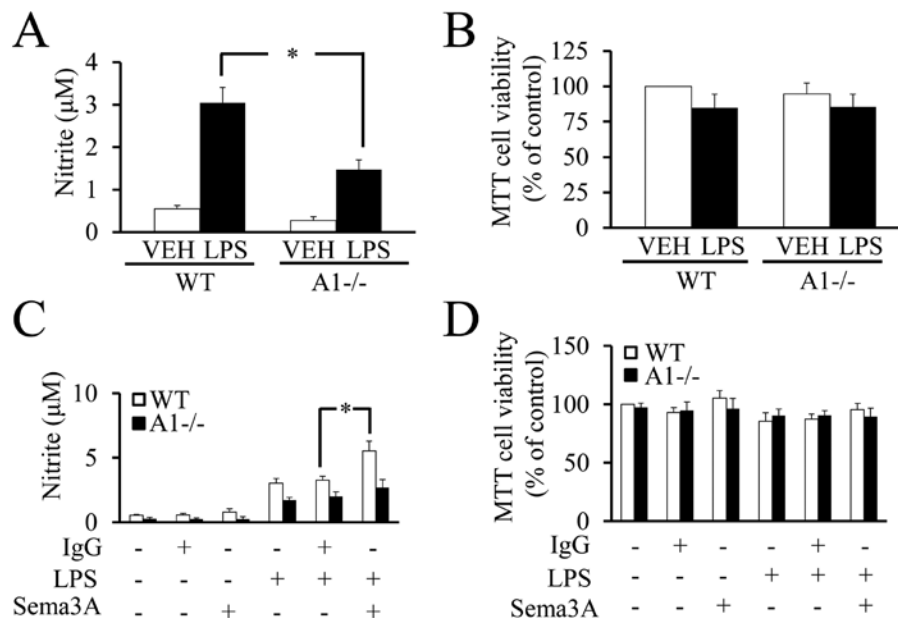 A
Nitrite (μM)
4
3
2
1
0
*
VEH LPS VEH LPS
WT A1-/-
B
MTT cell viability
(% of control)
125
100
75
50
25
0
VEH LPS VEH LPS
WT A1-/-
C
Nitrite (μM)
10
5
0
WT
A1-/-
*
IgG - + - - + -
LPS - - - + + +
Sema3A - - + - - +
D
MTT cell viability
(% of control)
150
100
50
0
WT
A1-/-
IgG - + - - + -
LPS - - - + + +
Sema3A - - + - - +